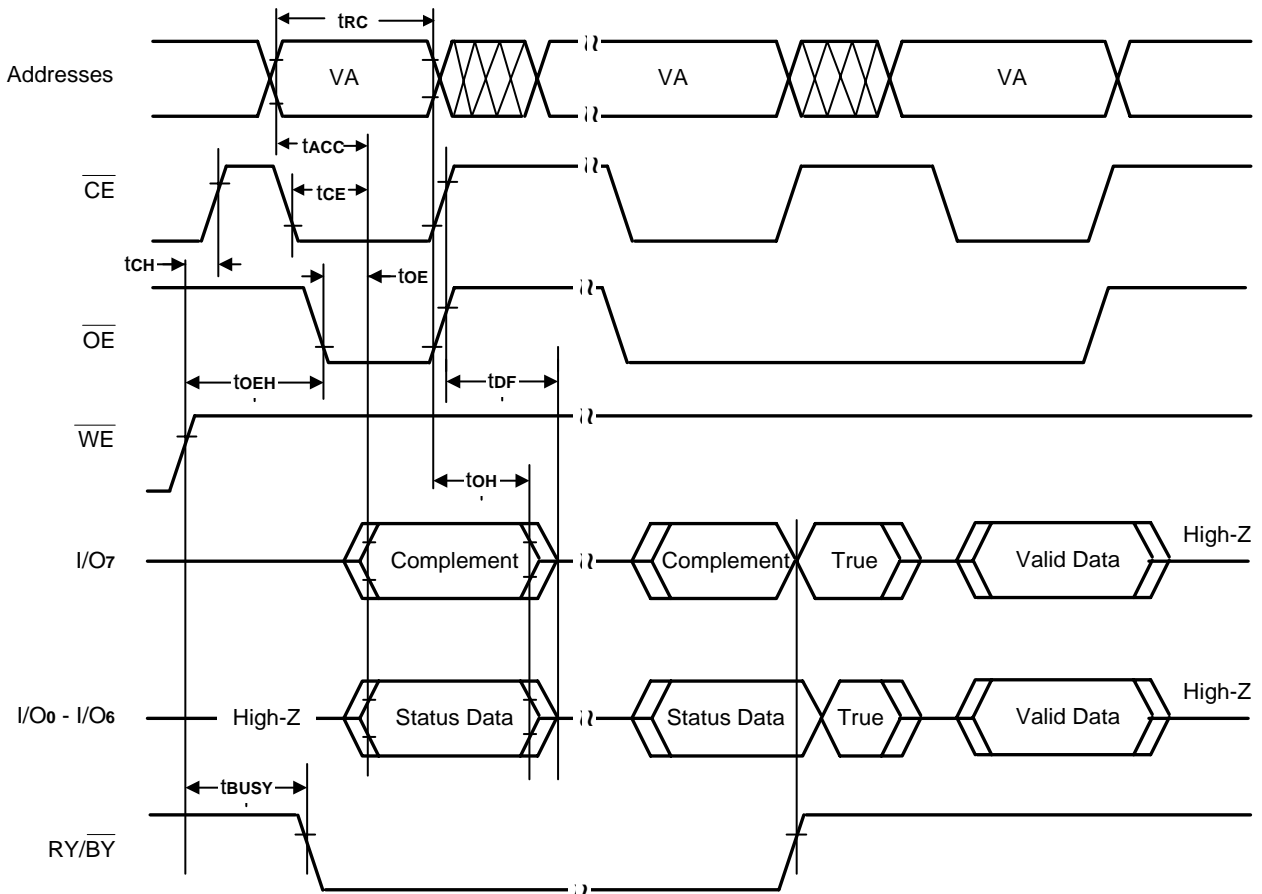 tRC
Addresses VA VA VA
tACC
CE tCE
tCH tOE
OE
tOEH tDF
WE
tOH
High-Z
I/O7 Complement Complement True Valid Data
High-Z
I/O0 - I/O6 High-Z Status Data Status Data True Valid Data
tBUSY
RY/BY